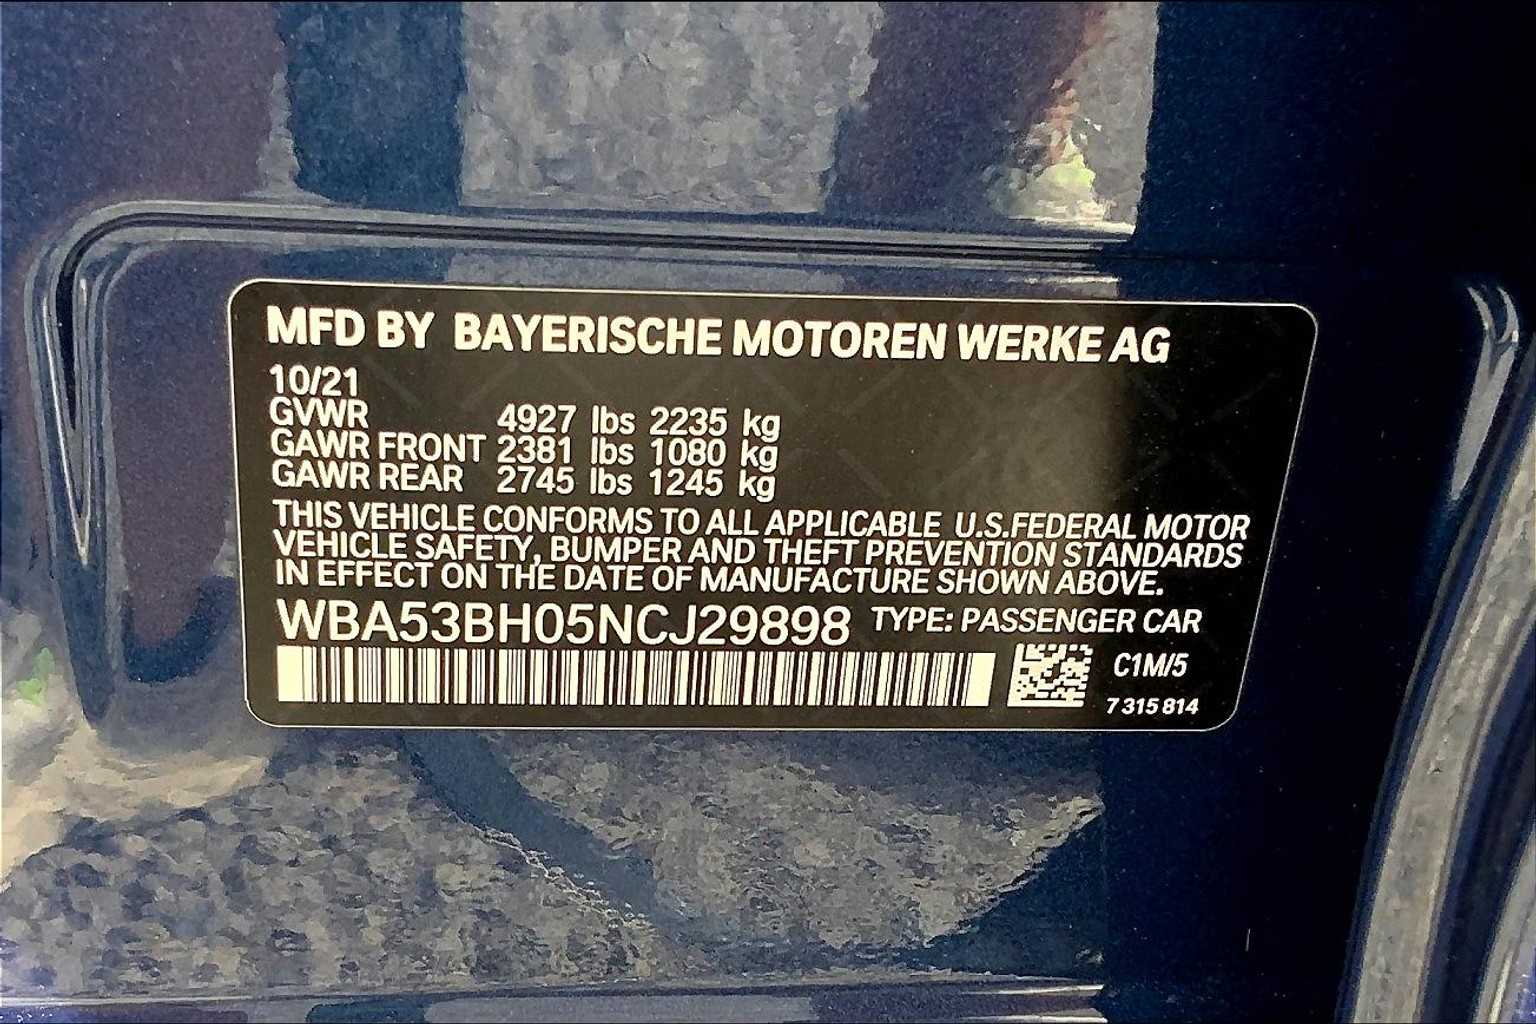 MFD BY BAYERISCHE MOTOREN WERKE AG
10/21
GVWR 4927 lbs 2235 kg
GAWR FRONT 2381 lbs 1080 kg
GAWR REAR 2745 lbs 1245 kg
THIS VEHICLE CONFORMS TO ALL APPLICABLE U.S.FEDERAL MOTOR
VEHICLE SAFETY, BUMPER AND THEFT PREVENTION STANDARDS
IN EFFECT ON THE DATE OF MANUFACTURE SHOWN ABOVE.
WBA53BH05NCJ29898 TYPE: PASSENGER CAR
C1M/5
7 315 814